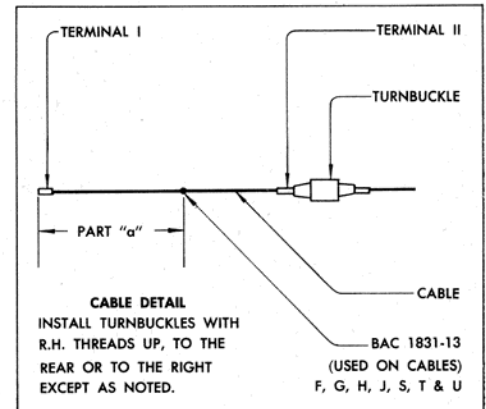 TERMINAL I
TERMINAL II
TURNBUCKLE
PART "a"
CABLE
CABLE DETAIL
INSTALL TURNBUCKLES WITH
R.H. THREADS UP, TO THE
REAR OR TO THE RIGHT
EXCEPT AS NOTED.
BAC 1831-13
(USED ON CABLES)
F, G, H, J, S, T & U